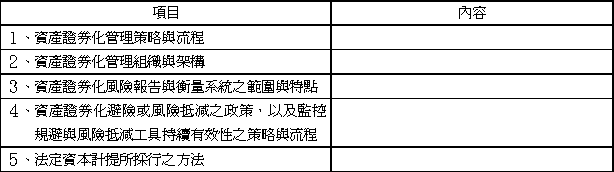 項目 內容
1、資產證券化管理策略與流程
2、資產證券化管理組織與架構
3、資產證券化風險報告與衡量系統之範圍與特點
4、資產證券化避險或風險抵減之政策，以及監控
規避與風險抵減工具持續有效性之策略與流程
5、法定資本計提所採行之方法